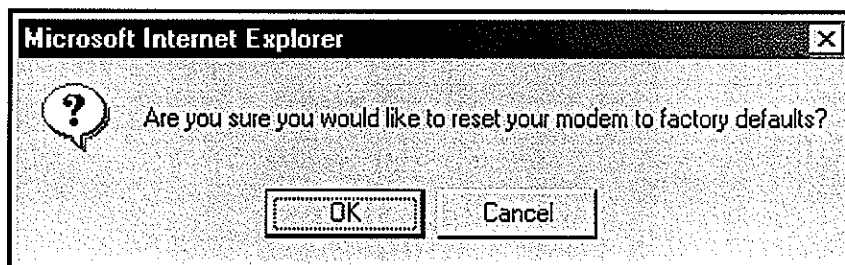 Microsoft Internet Explorer
Are you sure you would like to reset your modem to factory defaults?
OK
Cancel